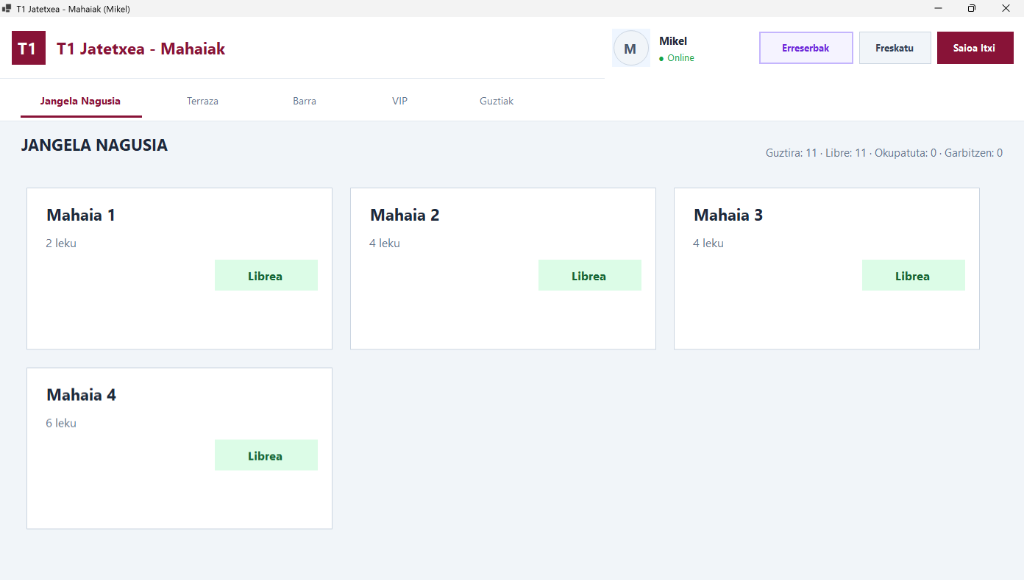 T1 Jatetxea - Mahaiak (Mikel)
T1
T1 Jatetxea - Mahaiak
M
Mikel
● Online
Erreserbak
Freskatu
Saioa Itxi
Jangela Nagusia
Terraza
Barra
VIP
Guztiak
JANGELA NAGUSIA
Guztira: 11 · Libre: 11 · Okupatuta: 0 · Garbitzen: 0
Mahaia 1
2 leku
Librea
Mahaia 2
4 leku
Librea
Mahaia 3
4 leku
Librea
Mahaia 4
6 leku
Librea